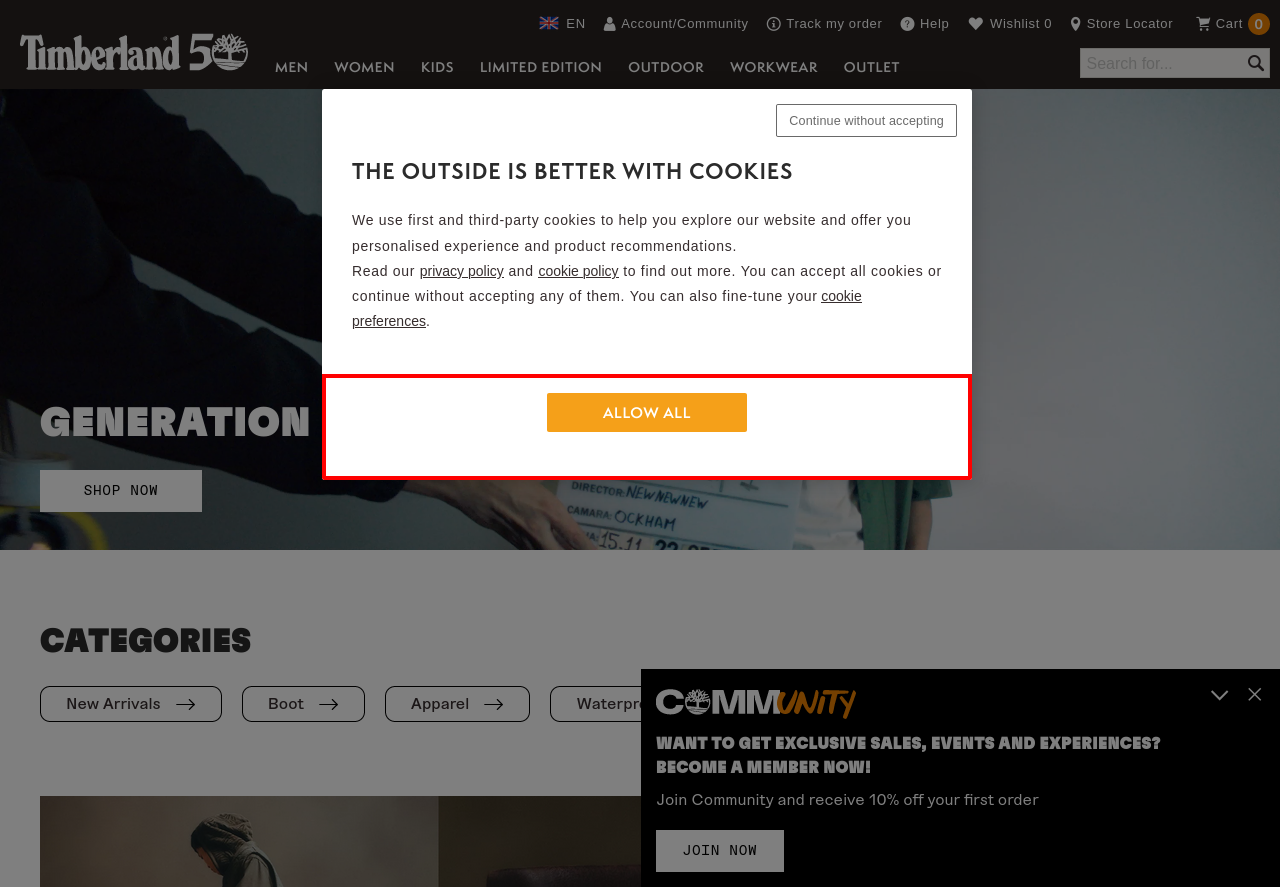 EN
Account/Community
Track my order
Help
Wishlist 0
Store Locator
Cart 0
Timberland 50
MEN
WOMEN
KIDS
LIMITED EDITION
OUTDOOR
WORKWEAR
OUTLET
Search for...
Continue without accepting
THE OUTSIDE IS BETTER WITH COOKIES
We use first and third-party cookies to help you explore our website and offer you
personalised experience and product recommendations.
Read our privacy policy and cookie policy to find out more. You can accept all cookies or
continue without accepting any of them. You can also fine-tune your cookie
preferences.
ALLOW ALL
GENERATION
SHOP NOW
DIRECTOR: NEWNEWNEW
CAMARA: OCKHAM
15.11
CATEGORIES
New Arrivals
Boot
Apparel
COMMUNITY
WANT TO GET EXCLUSIVE SALES, EVENTS AND EXPERIENCES?
BECOME A MEMBER NOW!
Join Community and receive 10% off your first order
JOIN NOW